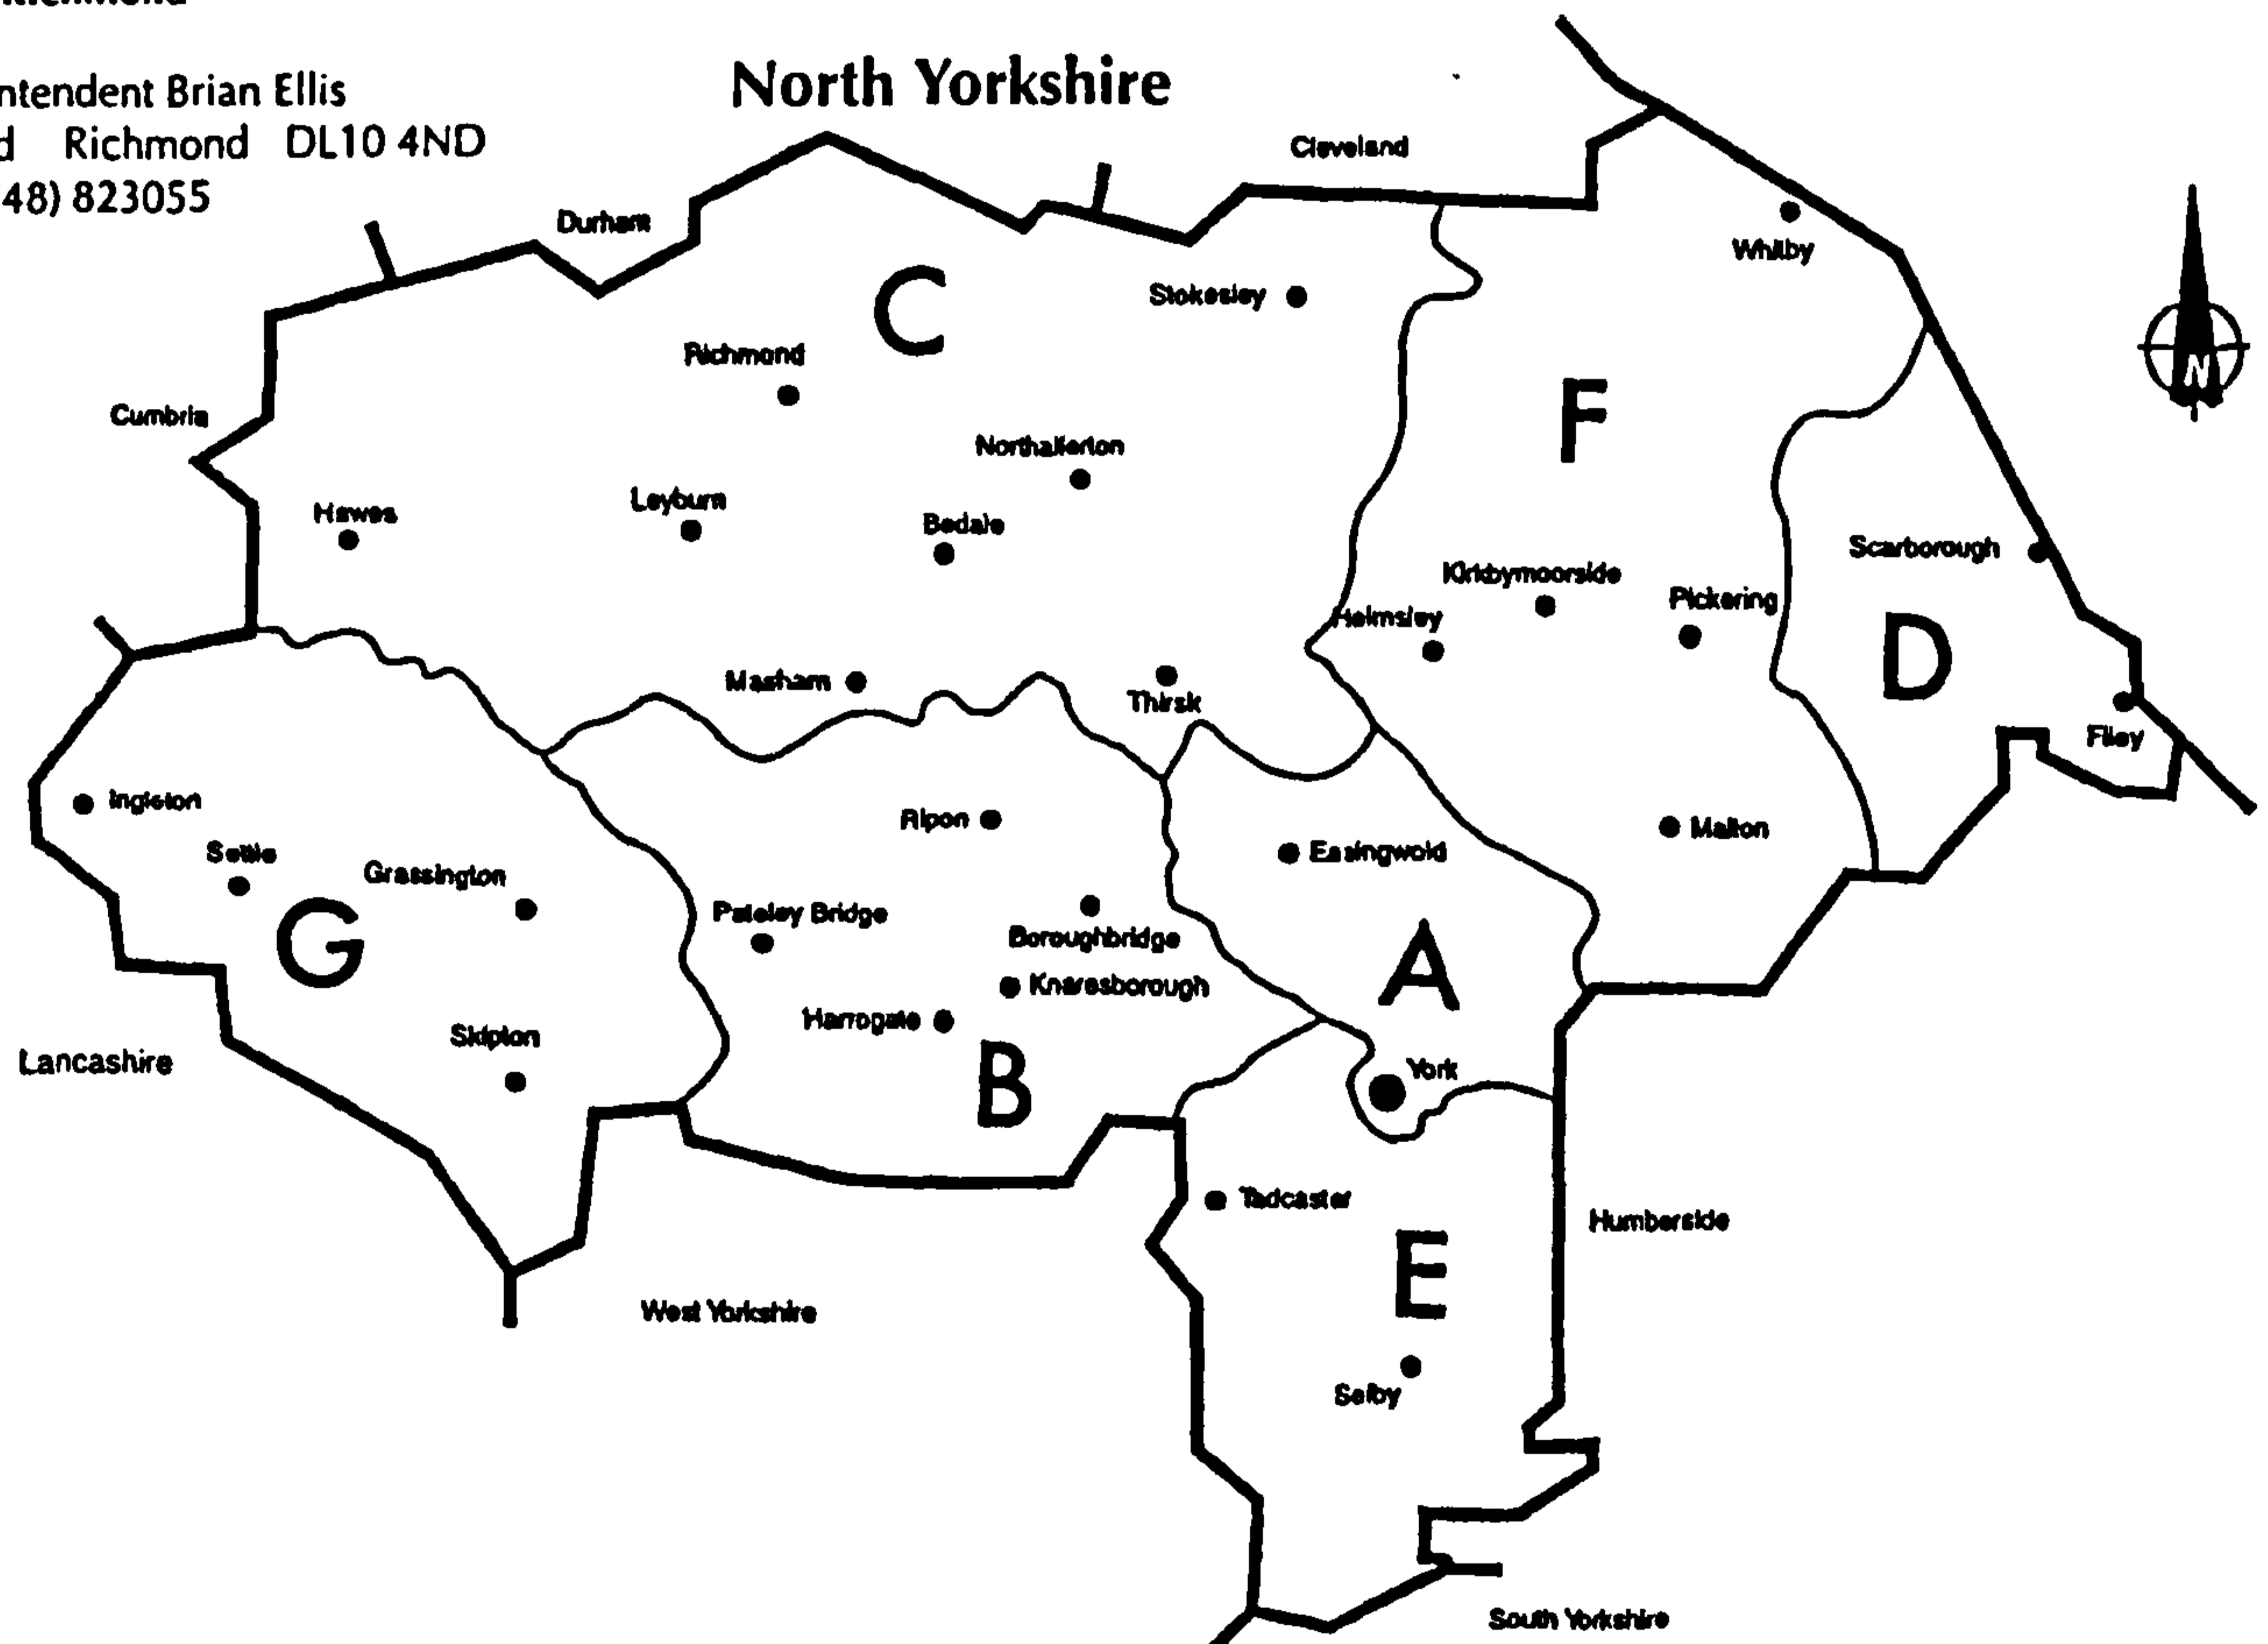 Richmond
ntendent Brian Ellis
d Richmond DL10 4ND
48) 823055
North Yorkshire
Cleveland
Durham
Whitby
C
Stokesley
N
Richmond
Cumbria
F
Northallerton
Hawes
Leyburn
Bedale
Scarborough
Kirkbymoorside
Pickering
Helmsley
D
Masham
Thirsk
Filey
Ingleton
Ripon
Malton
Settle
Easingwold
Grassington
Pateley Bridge
G
Boroughbridge
A
Knaresborough
Harrogate
Skipton
Lancashire
B
York
Tadcaster
Humberside
E
West Yorkshire
Selby
South Yorkshire